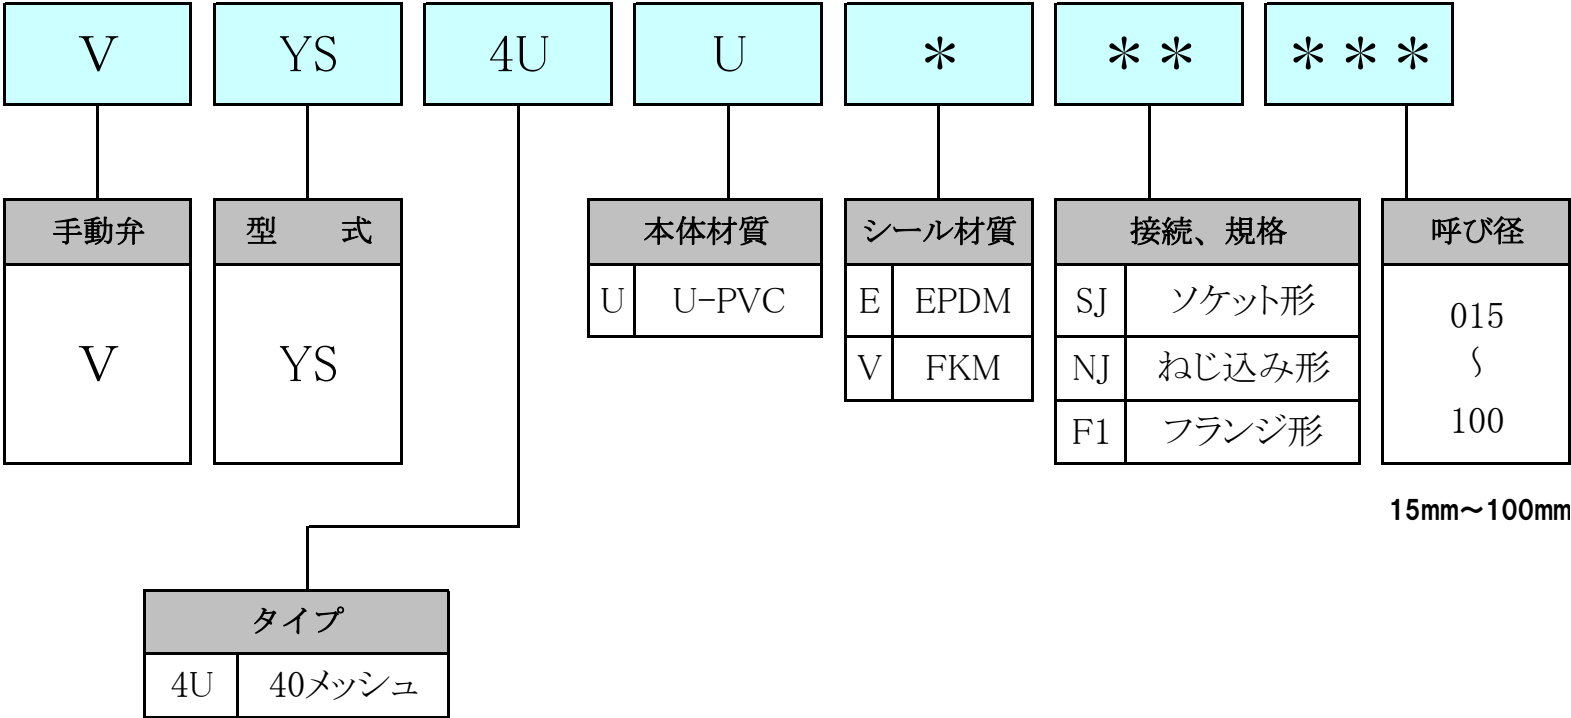 V YS 4U U * ** ***
手動弁 型 式 本体材質 シール材質 接続、規格 呼び径
V YS
U U-PVC
E EPDM
V FKM
SJ ソケット形
NJ ねじ込み形
F1 フランジ形
015
~
100
15mm~100mm
タイプ
4U 40メッシュ